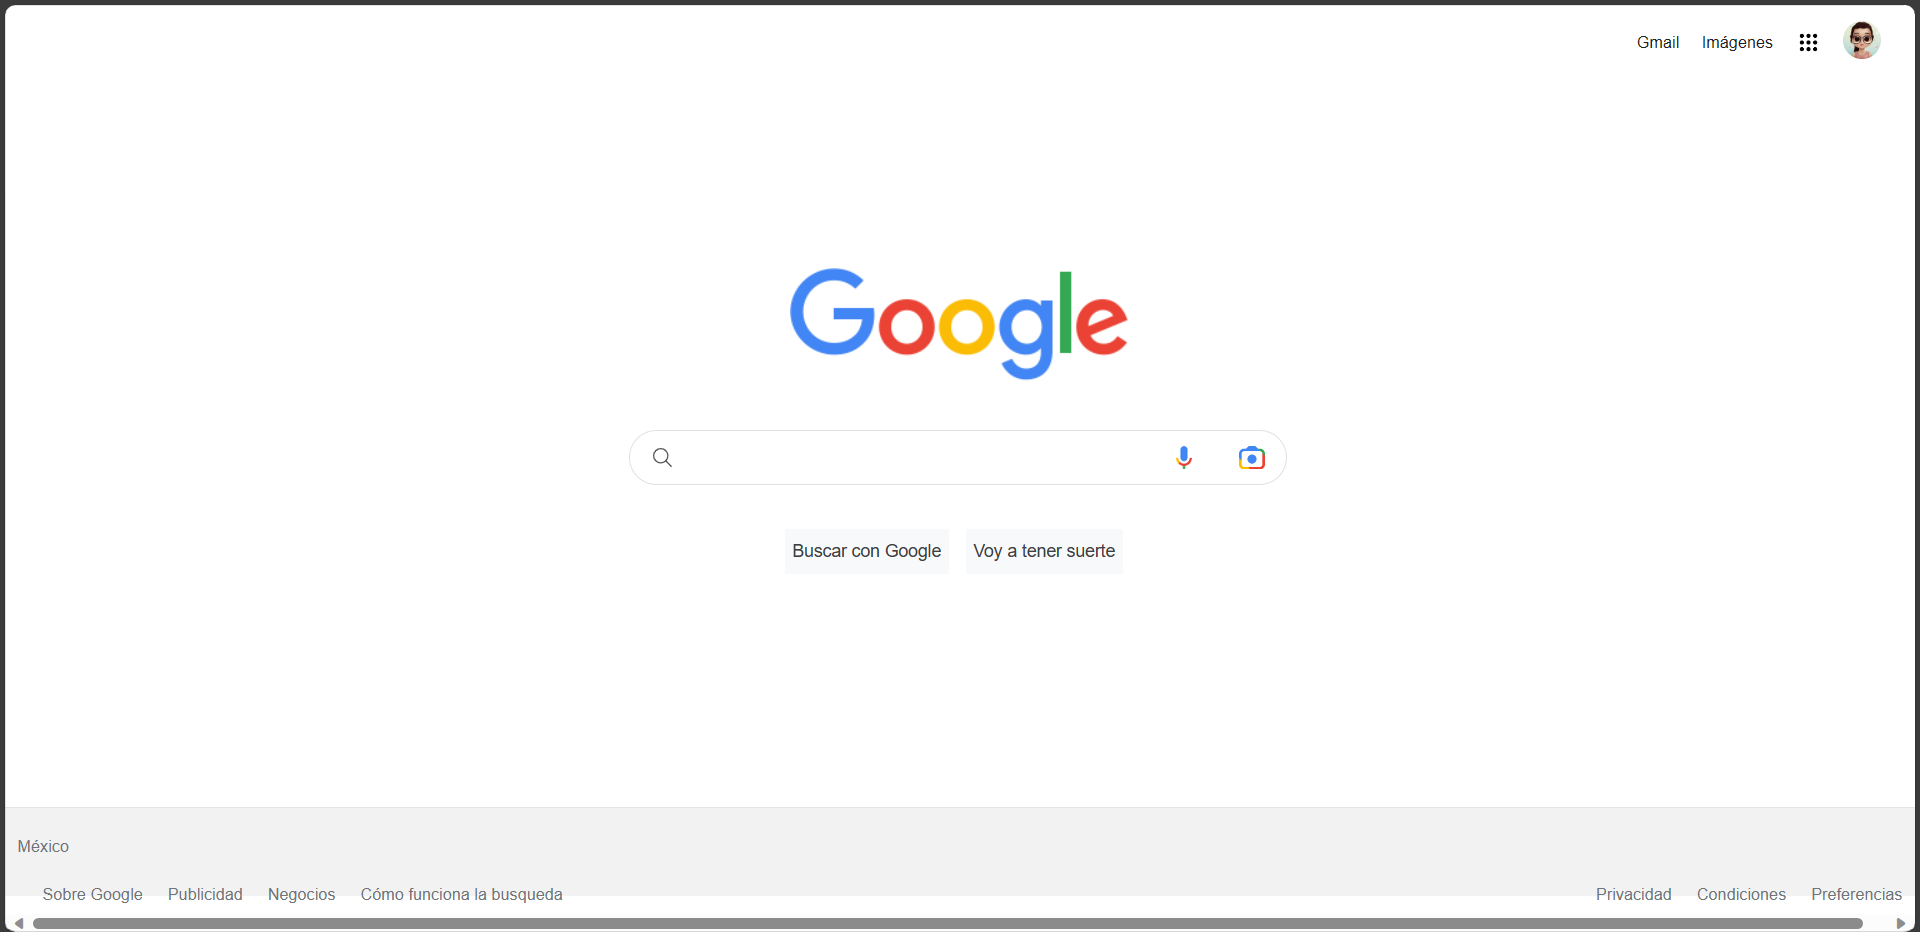 Gmail Imágenes
Google
Buscar con Google Voy a tener suerte
México
Sobre Google Publicidad Negocios Cómo funciona la busqueda Privacidad Condiciones Preferencias